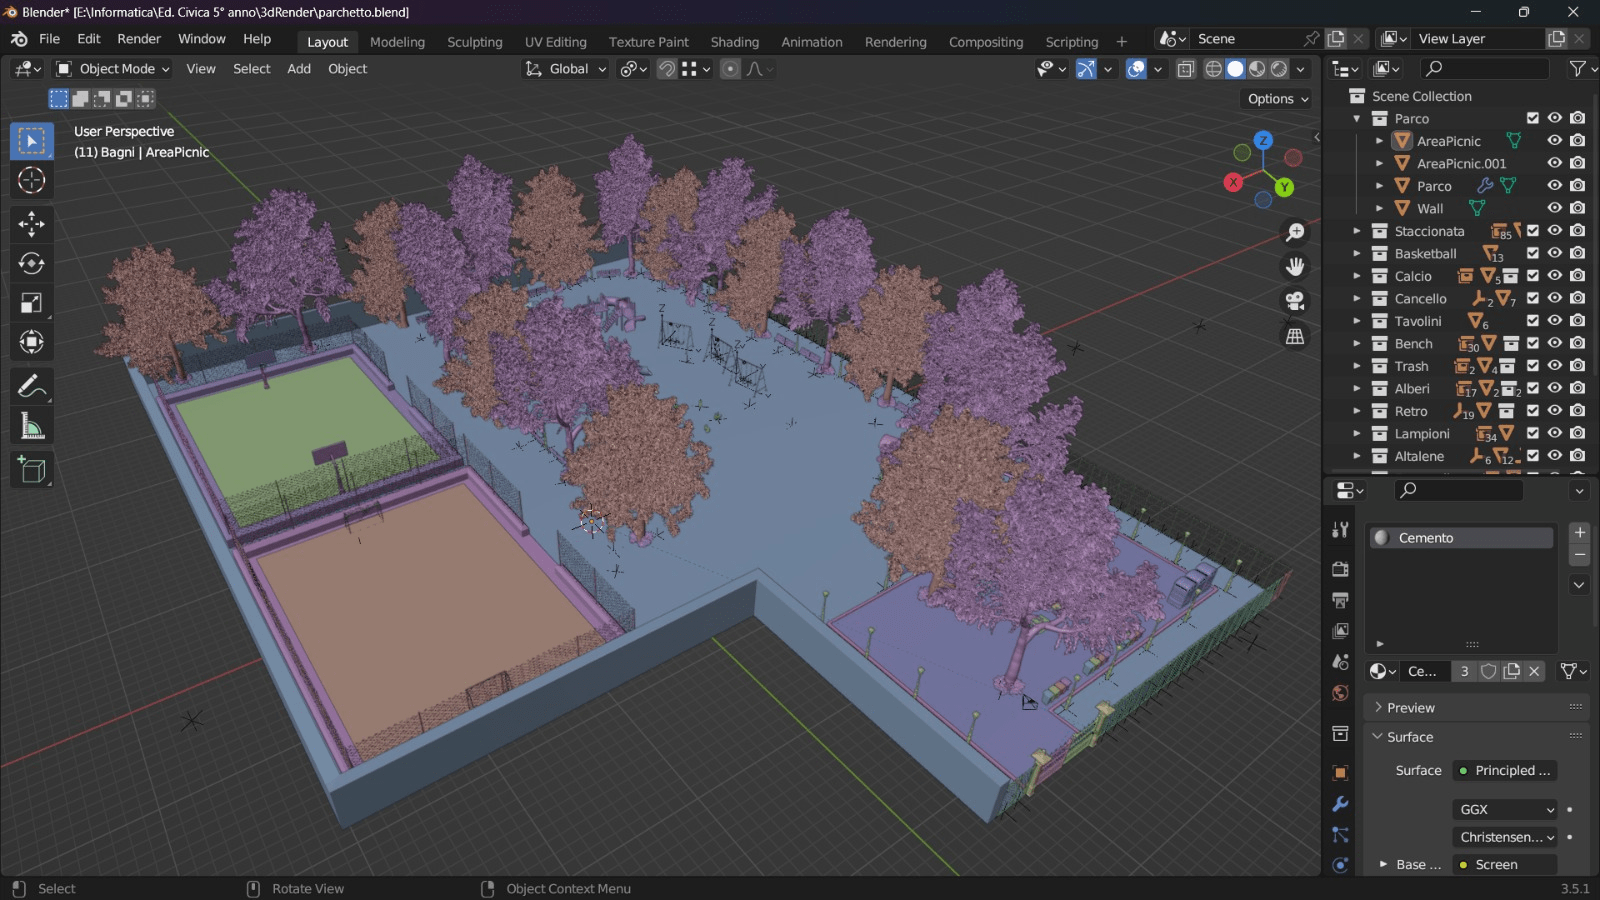 Blender* [E:\Informatica\Ed. Civica 5° anno\3dRender\parchetto.blend]
File Edit Render Window Help Layout Modeling Sculpting UV Editing Texture Paint Shading Animation Rendering Compositing Scripting + Scene View Layer
Object Mode View Select Add Object Global
Options
User Perspective
(11) Bagni | AreaPicnic
Z
X
Y
Z
Z
Z
Scene Collection
Parco
AreaPicnic
AreaPicnic.001
Parco
Wall
Staccionata 85
Basketball 13
Calcio 5
Cancello 2 7
Tavolini 6
Bench 30
Trash 2 4
Alberi 17 2 2
Retro 19
Lampioni 34
Altalene 6 12
Cemento
Ce... 3
Preview
Surface
Surface Principled ...
GGX
Christensen...
Base ... Screen
Select Rotate View Object Context Menu 3.5.1